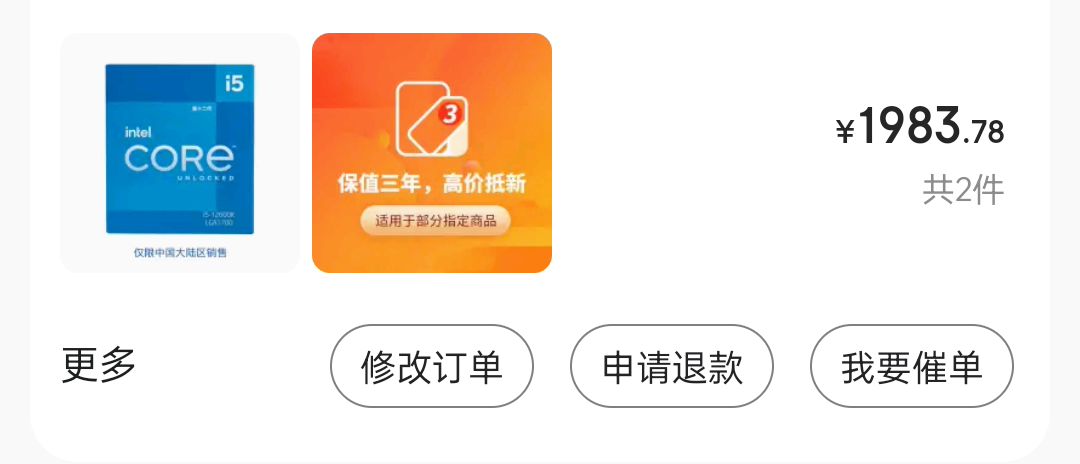 i5
intel
CORE
UNLOCKED
i5-12600K
LGA1700
仅限中国大陆区销售
3
保值三年，高价抵新
适用于部分指定商品
¥1983.78
共2件
更多
修改订单
申请退款
我要催单